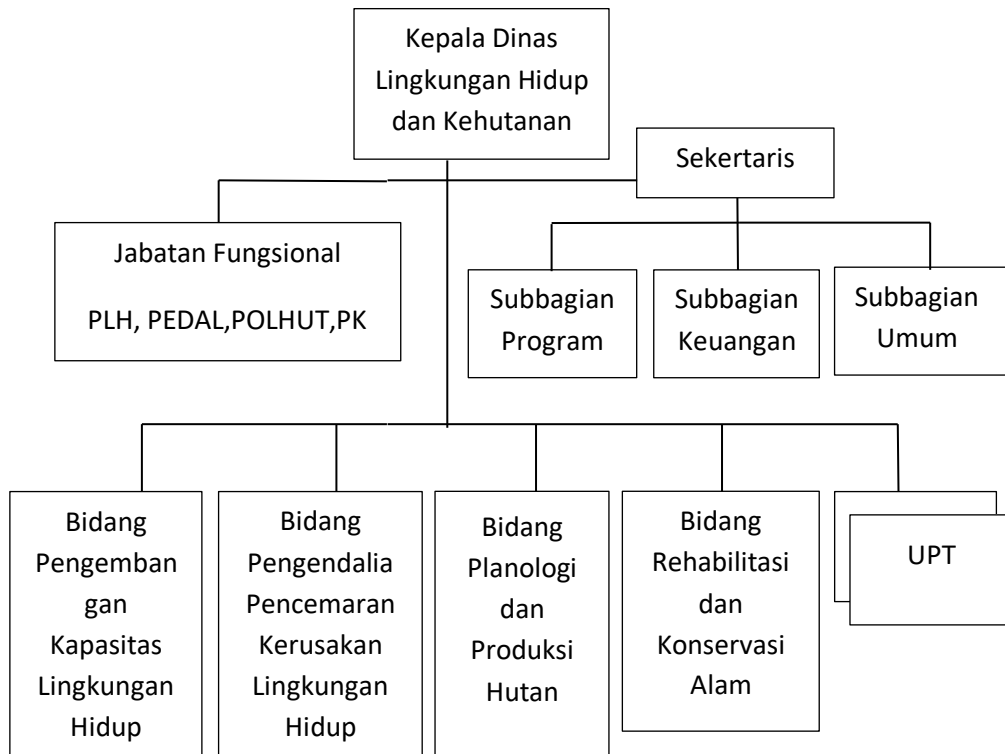 Kepala Dinas
Lingkungan Hidup
dan Kehutanan
Sekertaris
Jabatan Fungsional
PLH, PEDAL,POLHUT,PK
Subbagian
Program
Subbagian
Keuangan
Subbagian
Umum
Bidang
Pengemban
gan
Kapasitas
Lingkungan
Hidup
Bidang
Pengendalia
Pencemaran
Kerusakan
Lingkungan
Hidup
Bidang
Planologi
dan
Produksi
Hutan
Bidang
Rehabilitasi
dan
Konservasi
Alam
UPT